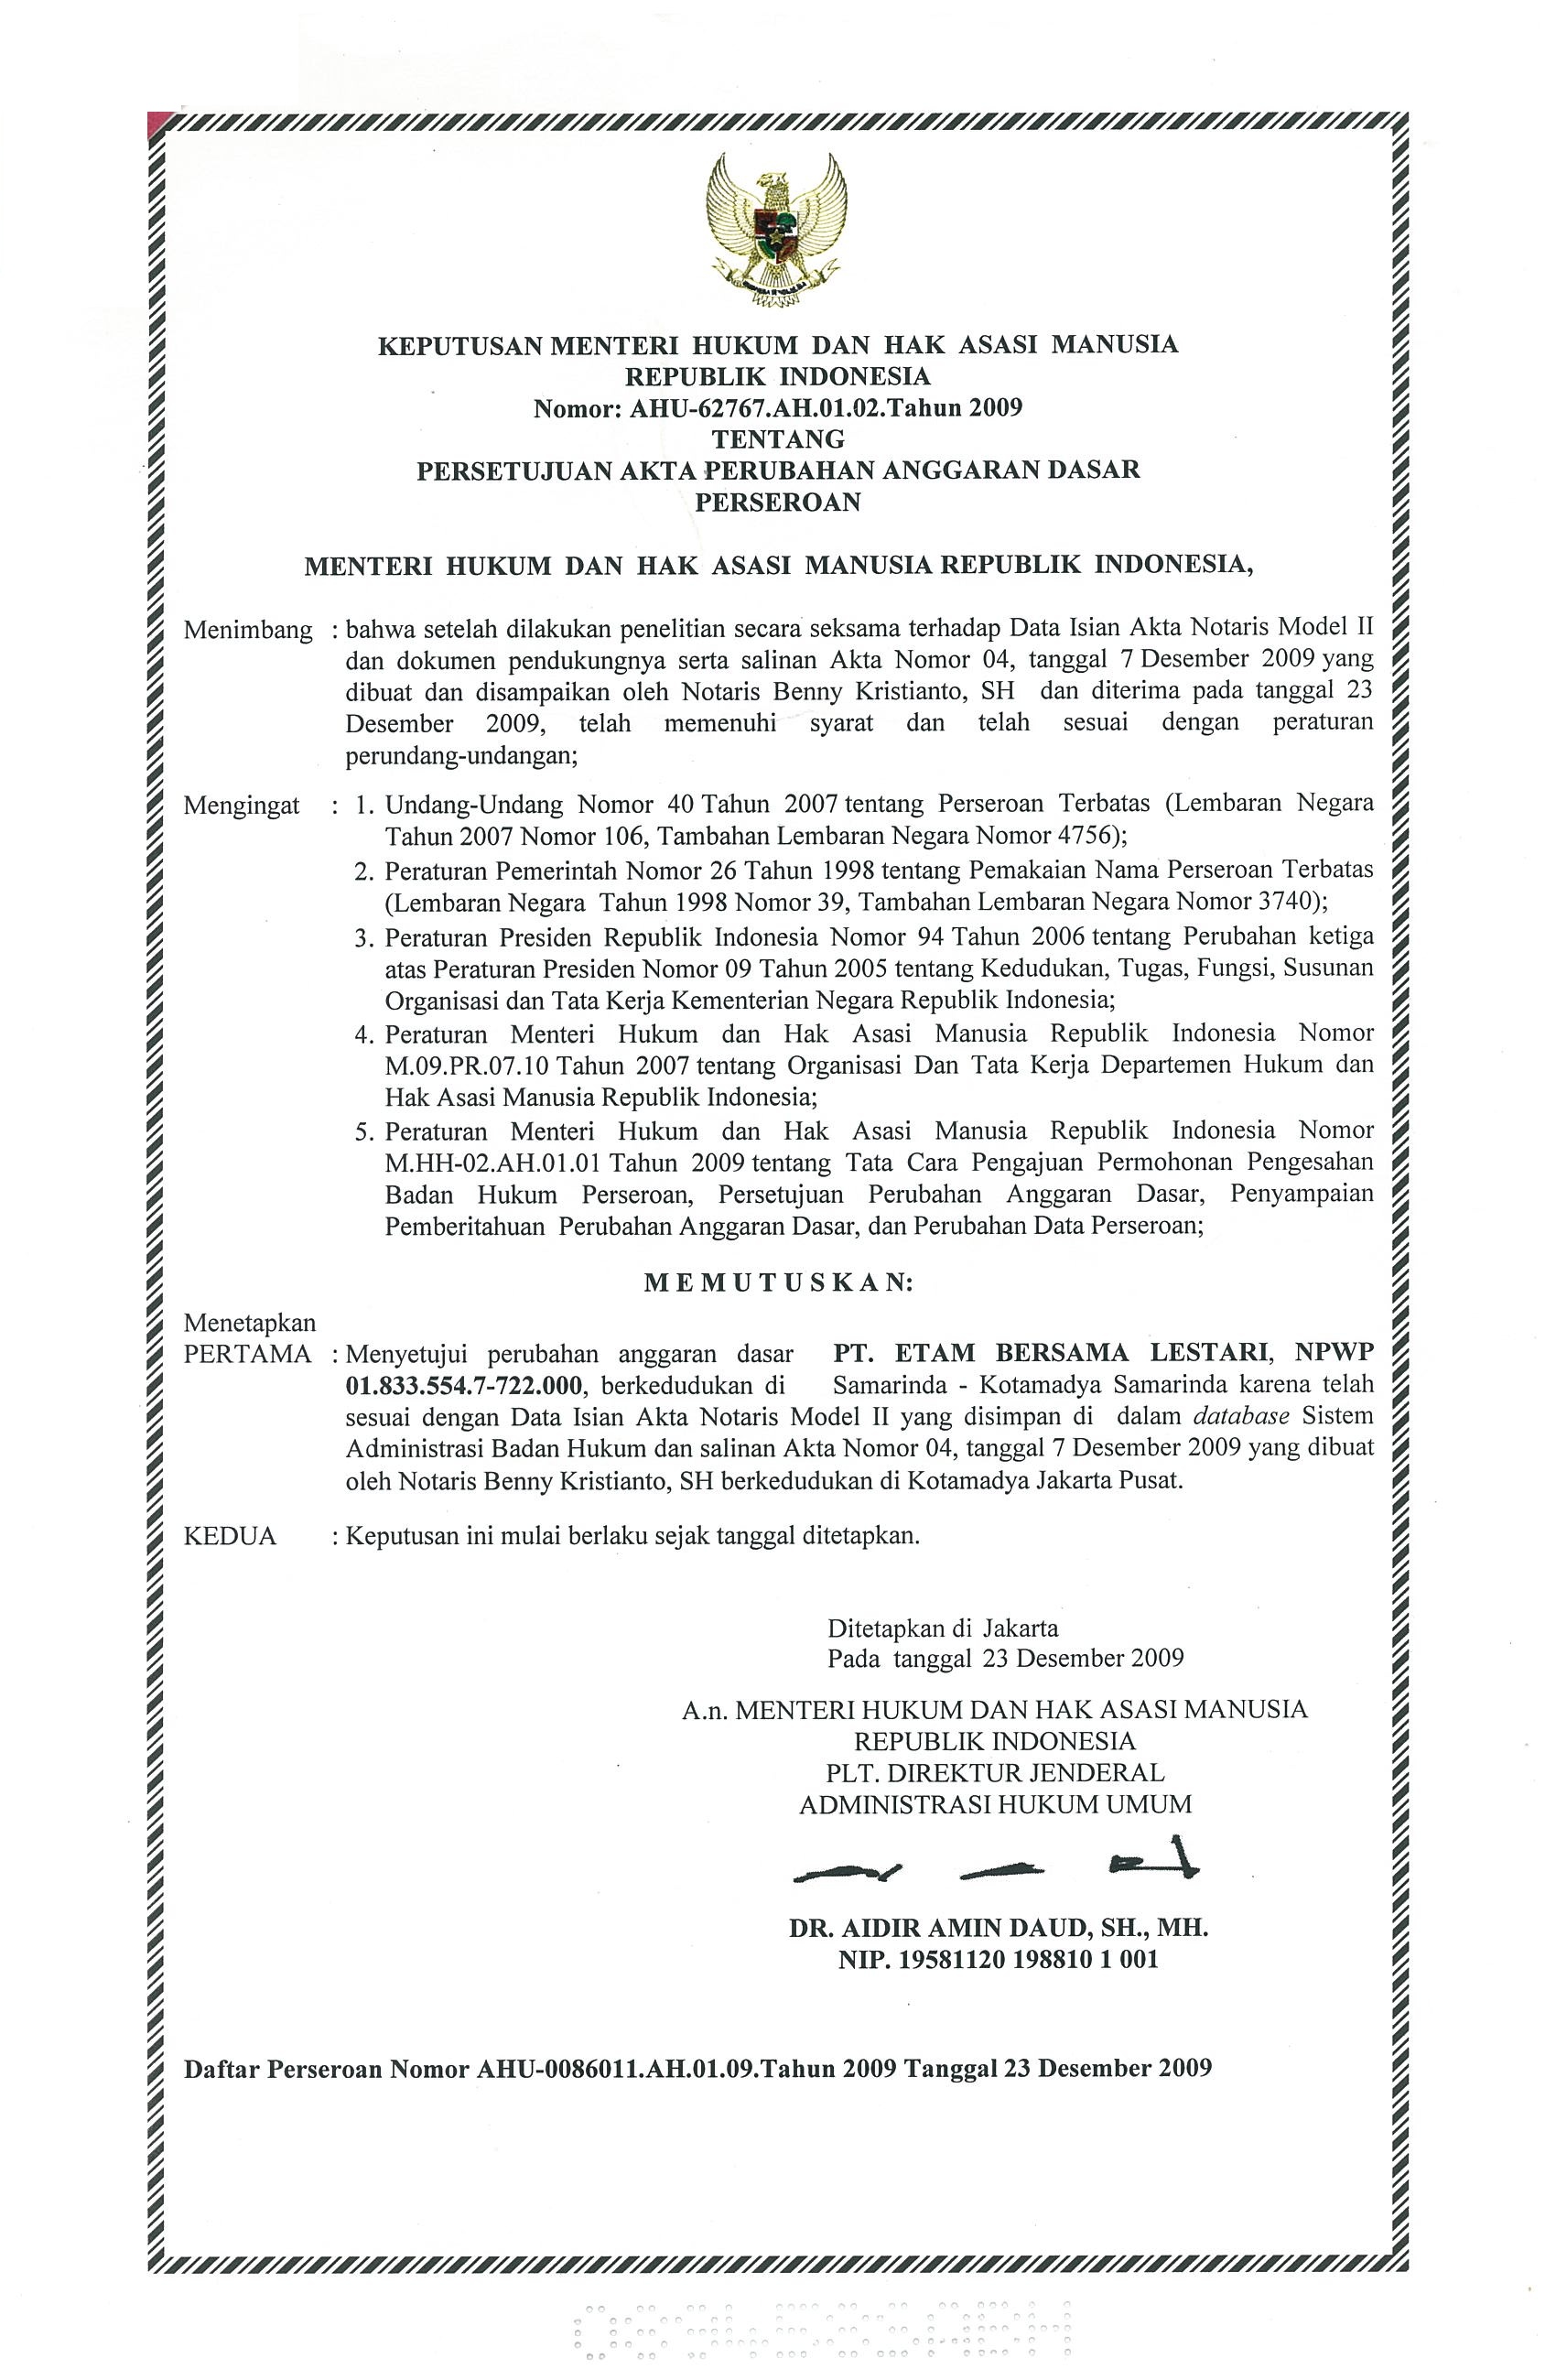 KEPUTUSAN MENTERI HUKUM DAN HAK ASASI MANUSIA
REPUBLIK INDONESIA
Nomor: AHU-62767.AH.01.02.Tahun 2009
TENTANG
PERSETUJUAN AKTA PERUBAHAN ANGGARAN DASAR
PERSEROAN
MENTERI HUKUM DAN HAK ASASI MANUSIA REPUBLIK INDONESIA,
Menimbang : bahwa setelah dilakukan penelitian secara seksama terhadap Data Isian Akta Notaris Model II
dan dokumen pendukungnya serta salinan Akta Nomor 04, tanggal 7 Desember 2009 yang
dibuat dan disampaikan oleh Notaris Benny Kristianto, SH dan diterima pada tanggal 23
Desember 2009, telah memenuhi syarat dan telah sesuai dengan peraturan
perundang-undangan;
Mengingat : 1. Undang-Undang Nomor 40 Tahun 2007 tentang Perseroan Terbatas (Lembaran Negara
Tahun 2007 Nomor 106, Tambahan Lembaran Negara Nomor 4756);
2. Peraturan Pemerintah Nomor 26 Tahun 1998 tentang Pemakaian Nama Perseroan Terbatas
(Lembaran Negara Tahun 1998 Nomor 39, Tambahan Lembaran Negara Nomor 3740);
3. Peraturan Presiden Republik Indonesia Nomor 94 Tahun 2006 tentang Perubahan ketiga
atas Peraturan Presiden Nomor 09 Tahun 2005 tentang Kedudukan, Tugas, Fungsi, Susunan
Organisasi dan Tata Kerja Kementerian Negara Republik Indonesia;
4. Peraturan Menteri Hukum dan Hak Asasi Manusia Republik Indonesia Nomor
M.09.PR.07.10 Tahun 2007 tentang Organisasi Dan Tata Kerja Departemen Hukum dan
Hak Asasi Manusia Republik Indonesia;
5. Peraturan Menteri Hukum dan Hak Asasi Manusia Republik Indonesia Nomor
M.HH-02.AH.01.01 Tahun 2009 tentang Tata Cara Pengajuan Permohonan Pengesahan
Badan Hukum Perseroan, Persetujuan Perubahan Anggaran Dasar, Penyampaian
Pemberitahuan Perubahan Anggaran Dasar, dan Perubahan Data Perseroan;
M E M U T U S K A N:
Menetapkan
PERTAMA : Menyetujui perubahan anggaran dasar PT. ETAM BERSAMA LESTARI, NPWP
01.833.554.7-722.000, berkedudukan di Samarinda - Kotamadya Samarinda karena telah
sesuai dengan Data Isian Akta Notaris Model II yang disimpan di dalam database Sistem
Administrasi Badan Hukum dan salinan Akta Nomor 04, tanggal 7 Desember 2009 yang dibuat
oleh Notaris Benny Kristianto, SH berkedudukan di Kotamadya Jakarta Pusat.
KEDUA : Keputusan ini mulai berlaku sejak tanggal ditetapkan.
Ditetapkan di Jakarta
Pada tanggal 23 Desember 2009
A.n. MENTERI HUKUM DAN HAK ASASI MANUSIA
REPUBLIK INDONESIA
PLT. DIREKTUR JENDERAL
ADMINISTRASI HUKUM UMUM
DR. AIDIR AMIN DAUD, SH., MH.
NIP. 19581120 198810 1 001
Daftar Perseroan Nomor AHU-0086011.AH.01.09.Tahun 2009 Tanggal 23 Desember 2009